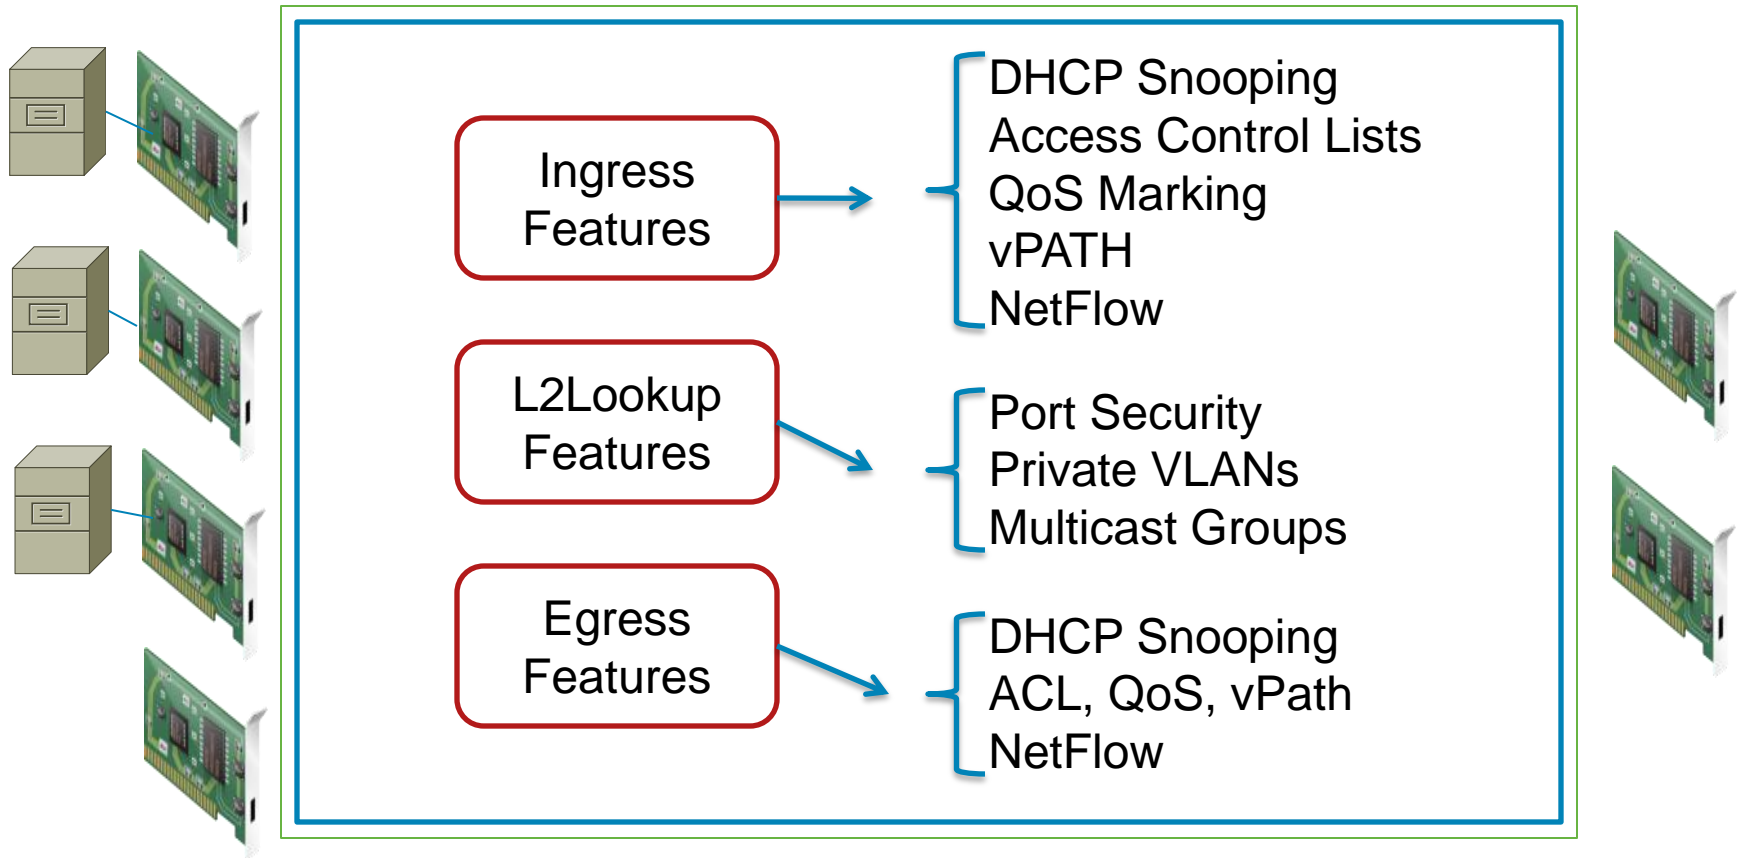 Ingress
Features
DHCP Snooping
Access Control Lists
QoS Marking
vPATH
NetFlow
L2Lookup
Features
Port Security
Private VLANs
Multicast Groups
Egress
Features
DHCP Snooping
ACL, QoS, vPath
NetFlow